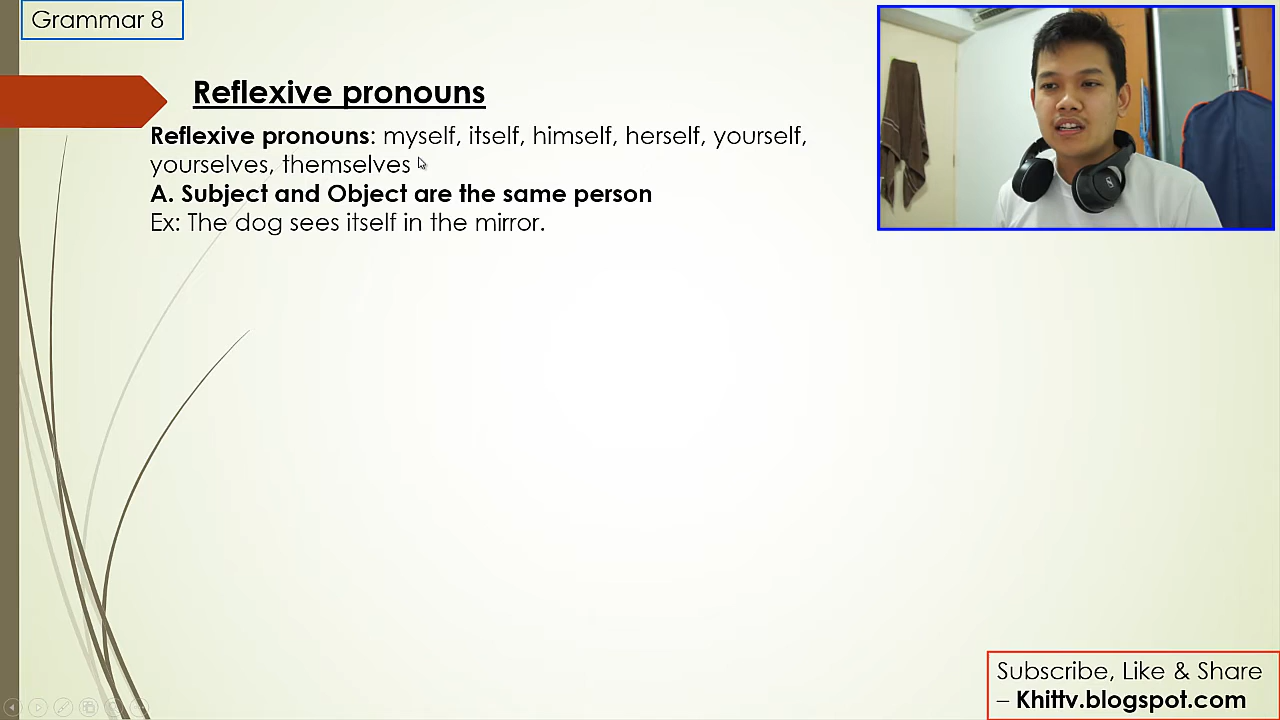 Grammar 8
Reflexive pronouns
Reflexive pronouns: myself, itself, himself, herself, yourself,
yourselves, themselves
A. Subject and Object are the same person
Ex: The dog sees itself in the mirror.
Subscribe, Like & Share
– Khittv.blogspot.com